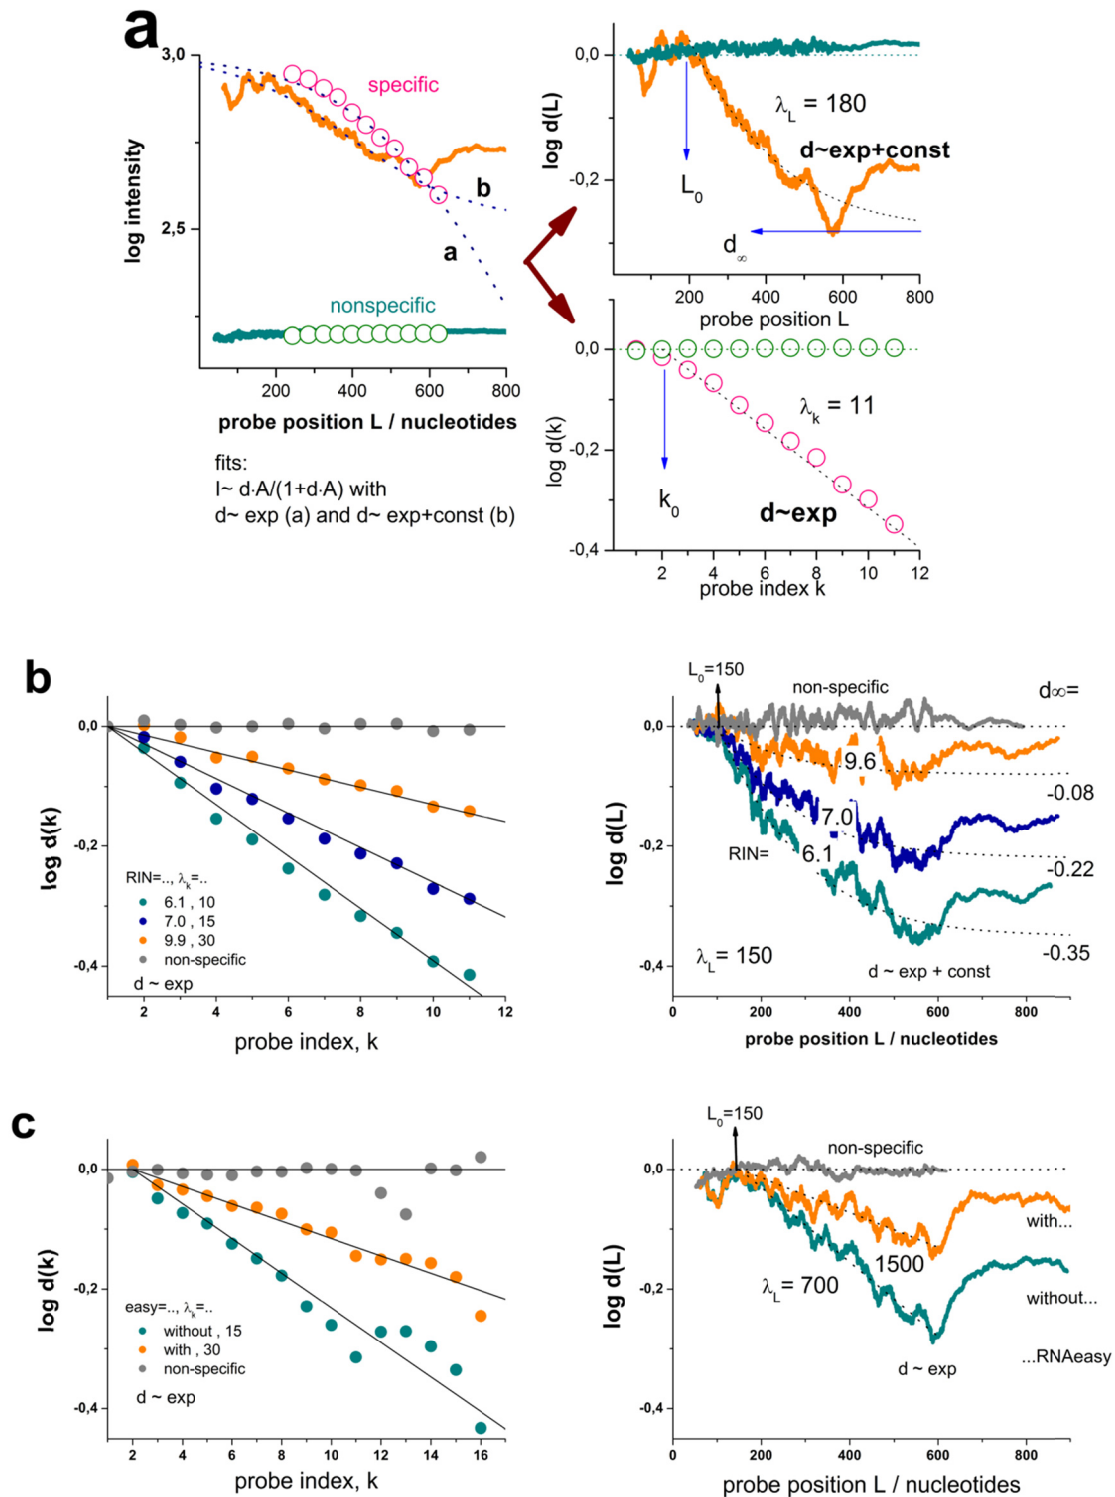 a
3,0
2,5
log intensity
specific
b
a
nonspecific
200 400 600 800
probe position L / nucleotides
fits:
I~ d·A/(1+d·A) with
d~ exp (a) and d~ exp+const (b)
0,0
-0,2
log d(L)
λL = 180
d~exp+const
L0
d∞
0 200 400 600 800
probe position L
0,0
-0,2
-0,4
log d(k)
λk = 11
k0
d~exp
2 4 6 8 10 12
probe index k
b
0,0
-0,2
-0,4
log d(k)
RIN=.., λk=..
6.1 , 10
7.0 , 15
9.9 , 30
non-specific
d ~ exp
2 4 6 8 10 12
probe index, k
L0=150
non-specific
d∞=
0,0
-0,2
-0,4
log d(L)
9.6
-0.08
7.0
RIN=
6.1
-0.22
-0.35
λL = 150
d ~ exp + const
0 200 400 600 800
probe position L / nucleotides
c
0,0
-0,2
-0,4
log d(k)
easy=.., λk=..
without , 15
with , 30
non-specific
d ~ exp
2 4 6 8 10 12 14 16
probe index, k
L0=150
non-specific
0,0
-0,2
-0,4
log d(L)
with...
1500
λL = 700
without...
...RNAeasy
d ~ exp
0 200 400 600 800
probe position L / nucleotides